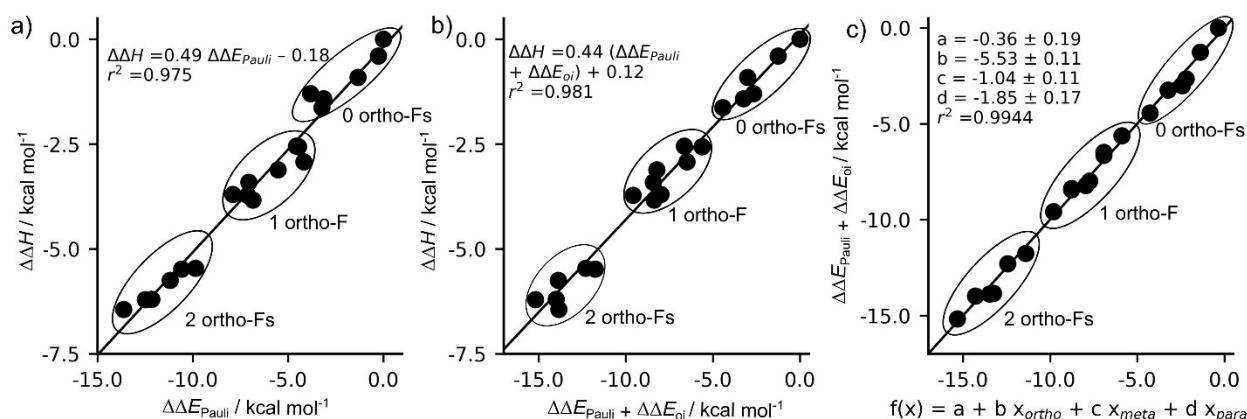 a)
ΔΔH =0.49 ΔΔE_Pauli – 0.18
r² =0.975
0 ortho-Fs
1 ortho-F
2 ortho-Fs
ΔΔH / kcal mol⁻¹
0.0
-2.5
-5.0
-7.5
-15.0 -10.0 -5.0 0.0
ΔΔE_Pauli / kcal mol⁻¹
b)
ΔΔH =0.44 (ΔΔE_Pauli
+ ΔΔE_oi) + 0.12
r² =0.981
0 ortho-Fs
1 ortho-F
2 ortho-Fs
ΔΔH / kcal mol⁻¹
0.0
-2.5
-5.0
-7.5
-15.0 -10.0 -5.0 0.0
ΔΔE_Pauli + ΔΔE_oi / kcal mol⁻¹
c)
a = -0.36 ± 0.19
b = -5.53 ± 0.11
c = -1.04 ± 0.11
d = -1.85 ± 0.17
r² =0.9944
0 ortho-Fs
1 ortho-F
2 ortho-Fs
ΔΔE_Pauli + ΔΔE_oi / kcal mol⁻¹
0.0
-5.0
-10.0
-15.0
-15.0 -10.0 -5.0 0.0
f(x) = a + b x_ortho + c x_meta + d x_para